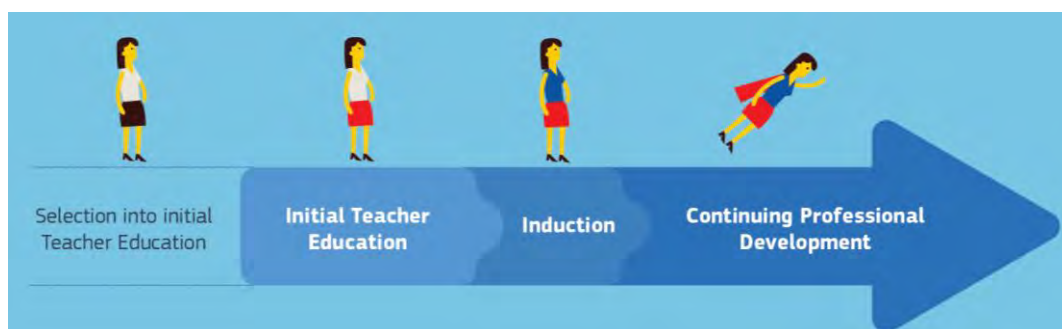 Selection into initial
Teacher Education
Initial Teacher
Education
Induction
Continuing Professional
Development